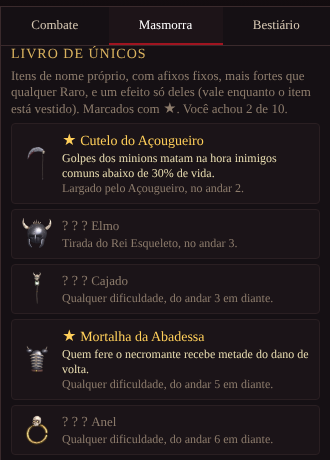 Combate
Masmorra
Bestiário
LIVRO DE ÚNICOS
Itens de nome próprio, com afixos fixos, mais fortes que
qualquer Raro, e um efeito só deles (vale enquanto o item
está vestido). Marcados com ★. Você achou 2 de 10.
★ Cutelo do Açougueiro
Golpes dos minions matam na hora inimigos
comuns abaixo de 30% de vida.
Largado pelo Açougueiro, no andar 2.
? ? ? Elmo
Tirada do Rei Esqueleto, no andar 3.
? ? ? Cajado
Qualquer dificuldade, do andar 3 em diante.
★ Mortalha da Abadessa
Quem fere o necromante recebe metade do dano de
volta.
Qualquer dificuldade, do andar 5 em diante.
? ? ? Anel
Qualquer dificuldade, do andar 6 em diante.